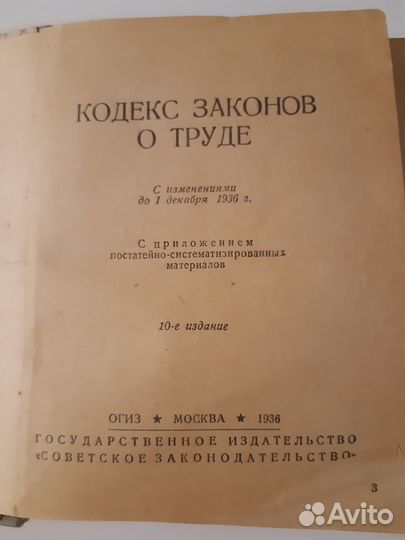 КОДЕКС ЗАКОНОВ
О ТРУДЕ
С изменениями
до 1 декабря 1936 г.
С приложением
постатейно-систематизированных
материалов
10-е издание
ОГИЗ ★ МОСКВА ★ 1936
ГОСУДАРСТВЕННОЕ ИЗДАТЕЛЬСТВО
«СОВЕТСКОЕ ЗАКОНОДАТЕЛЬСТВО»
3
Avito